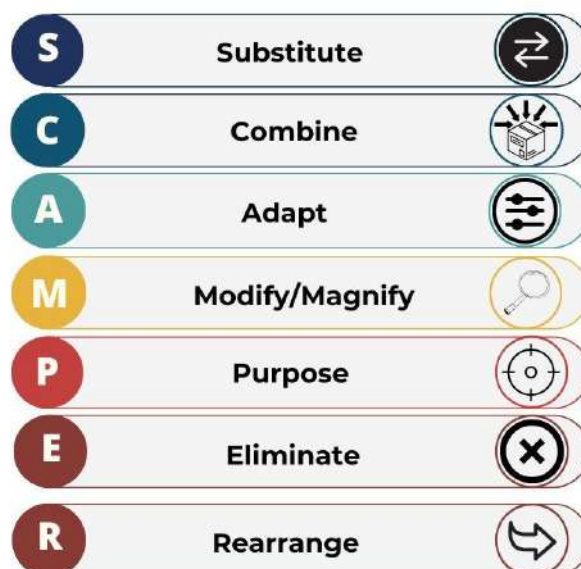 S Substitute
C Combine
A Adapt
M Modify/Magnify
P Purpose
E Eliminate
R Rearrange